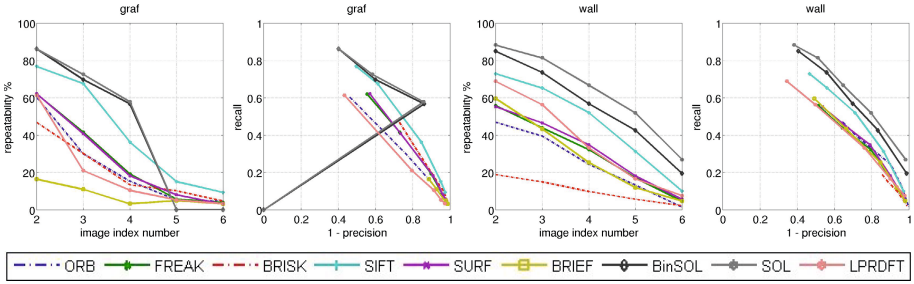 graf graf wall wall
100 1 100 1
80 0.8 80 0.8
60 0.6 60 0.6
40 0.4 40 0.4
20 0.2 20 0.2
0 0 0 0
repeatability % recall repeatability % recall
2 3 4 5 6 0 0.2 0.4 0.6 0.8 1 2 3 4 5 6 0 0.2 0.4 0.6 0.8 1
image index number 1 - precision image index number 1 - precision
ORB FREAK BRISK SIFT SURF BRIEF BinSOL SOL LPRDFT